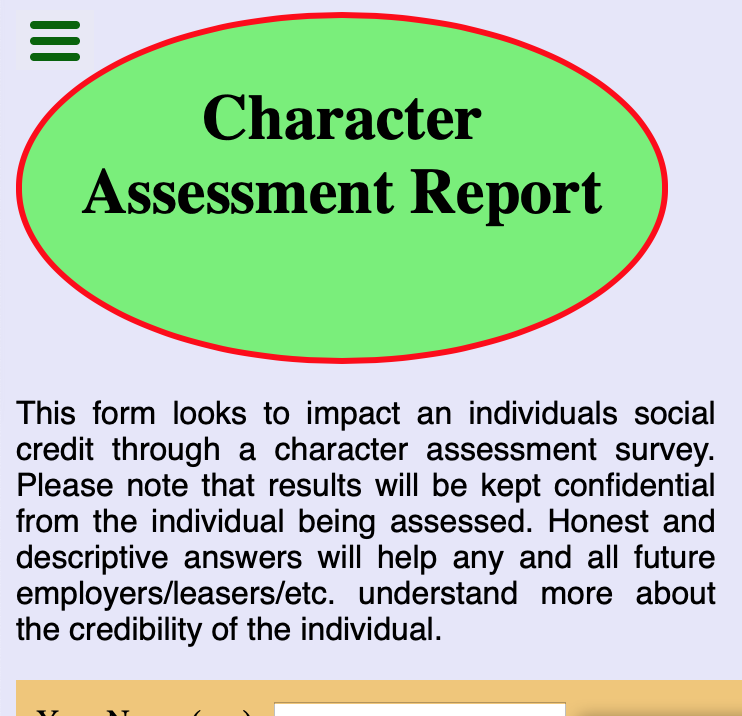 Character
Assessment Report
This form looks to impact an individuals social
credit through a character assessment survey.
Please note that results will be kept confidential
from the individual being assessed. Honest and
descriptive answers will help any and all future
employers/leasers/etc. understand more about
the credibility of the individual.